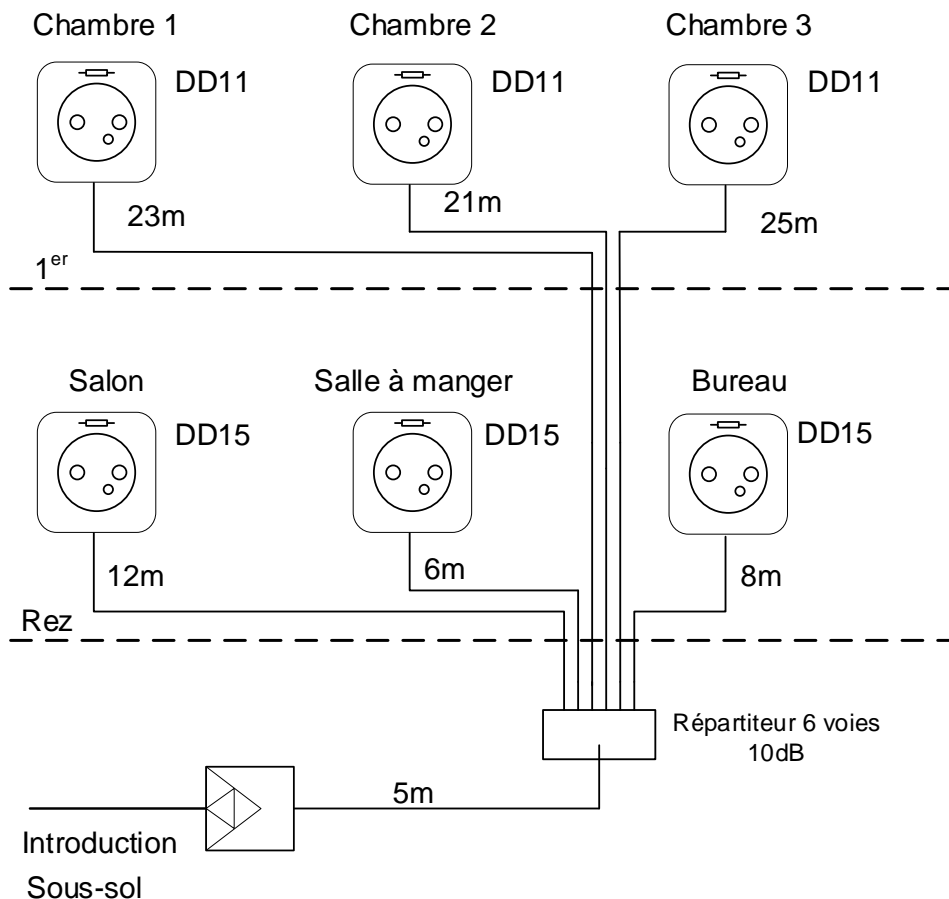 Chambre 1
Chambre 2
Chambre 3
DD11
DD11
DD11
23m
21m
25m
1er
Salon
Salle à manger
Bureau
DD15
DD15
DD15
12m
6m
8m
Rez
Répartiteur 6 voies
10dB
5m
Introduction
Sous-sol